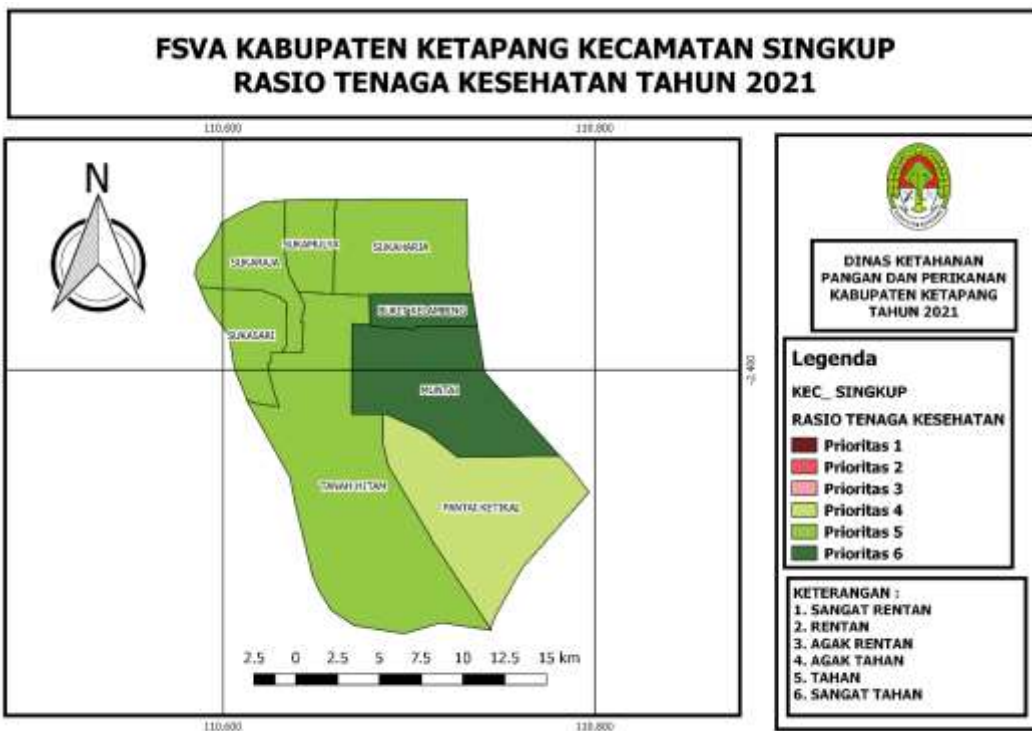 FSVA KABUPATEN KETAPANG KECAMATAN SINGKUP
RASIO TENAGA KESEHATAN TAHUN 2021
110.600
110.800
N
SUKAMULYA
SUKAHARJA
SUKARAJA
BUKIT KELAMBING
SUKASARI
-2.400
MUNTAI
TANAH HITAM
PANTAI KETIKAL
2.5 0 2.5 5 7.5 10 12.5 15 km
110.600
110.800
DINAS KETAHANAN
PANGAN DAN PERIKANAN
KABUPATEN KETAPANG
TAHUN 2021
Legenda
KEC_ SINGKUP
RASIO TENAGA KESEHATAN
Prioritas 1
Prioritas 2
Prioritas 3
Prioritas 4
Prioritas 5
Prioritas 6
KETERANGAN :
1. SANGAT RENTAN
2. RENTAN
3. AGAK RENTAN
4. AGAK TAHAN
5. TAHAN
6. SANGAT TAHAN